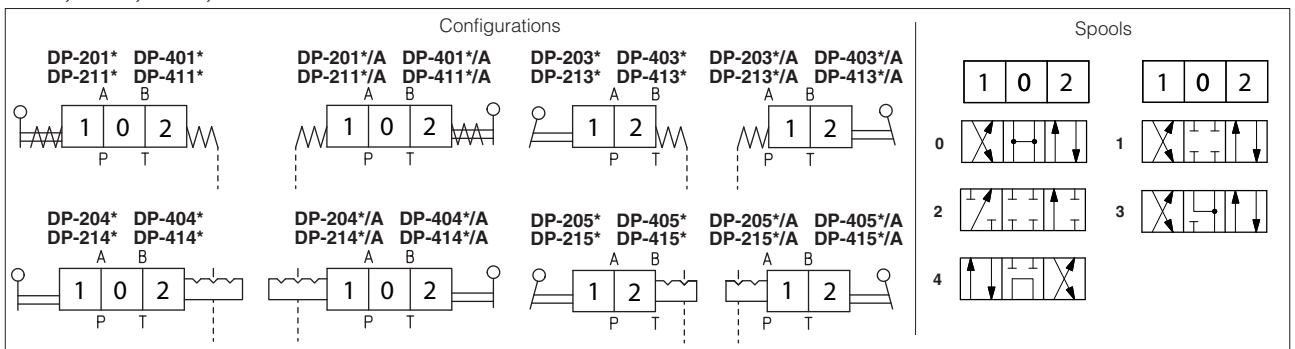 Configurations
Spools
DP-201* DP-401*
DP-211* DP-411*
A B
1 0 2
P T
DP-201*/A DP-401*/A
DP-211*/A DP-411*/A
A B
1 0 2
P T
DP-203* DP-403*
DP-213* DP-413*
A B
1 2
P T
DP-203*/A DP-403*/A
DP-213*/A DP-413*/A
A B
1 2
P T
DP-204* DP-404*
DP-214* DP-414*
A B
1 0 2
P T
DP-204*/A DP-404*/A
DP-214*/A DP-414*/A
A B
1 0 2
P T
DP-205* DP-405*
DP-215* DP-415*
A B
1 2
P T
DP-205*/A DP-405*/A
DP-215*/A DP-415*/A
A B
1 2
P T
1 0 2
1 0 2
0
1
2
3
4